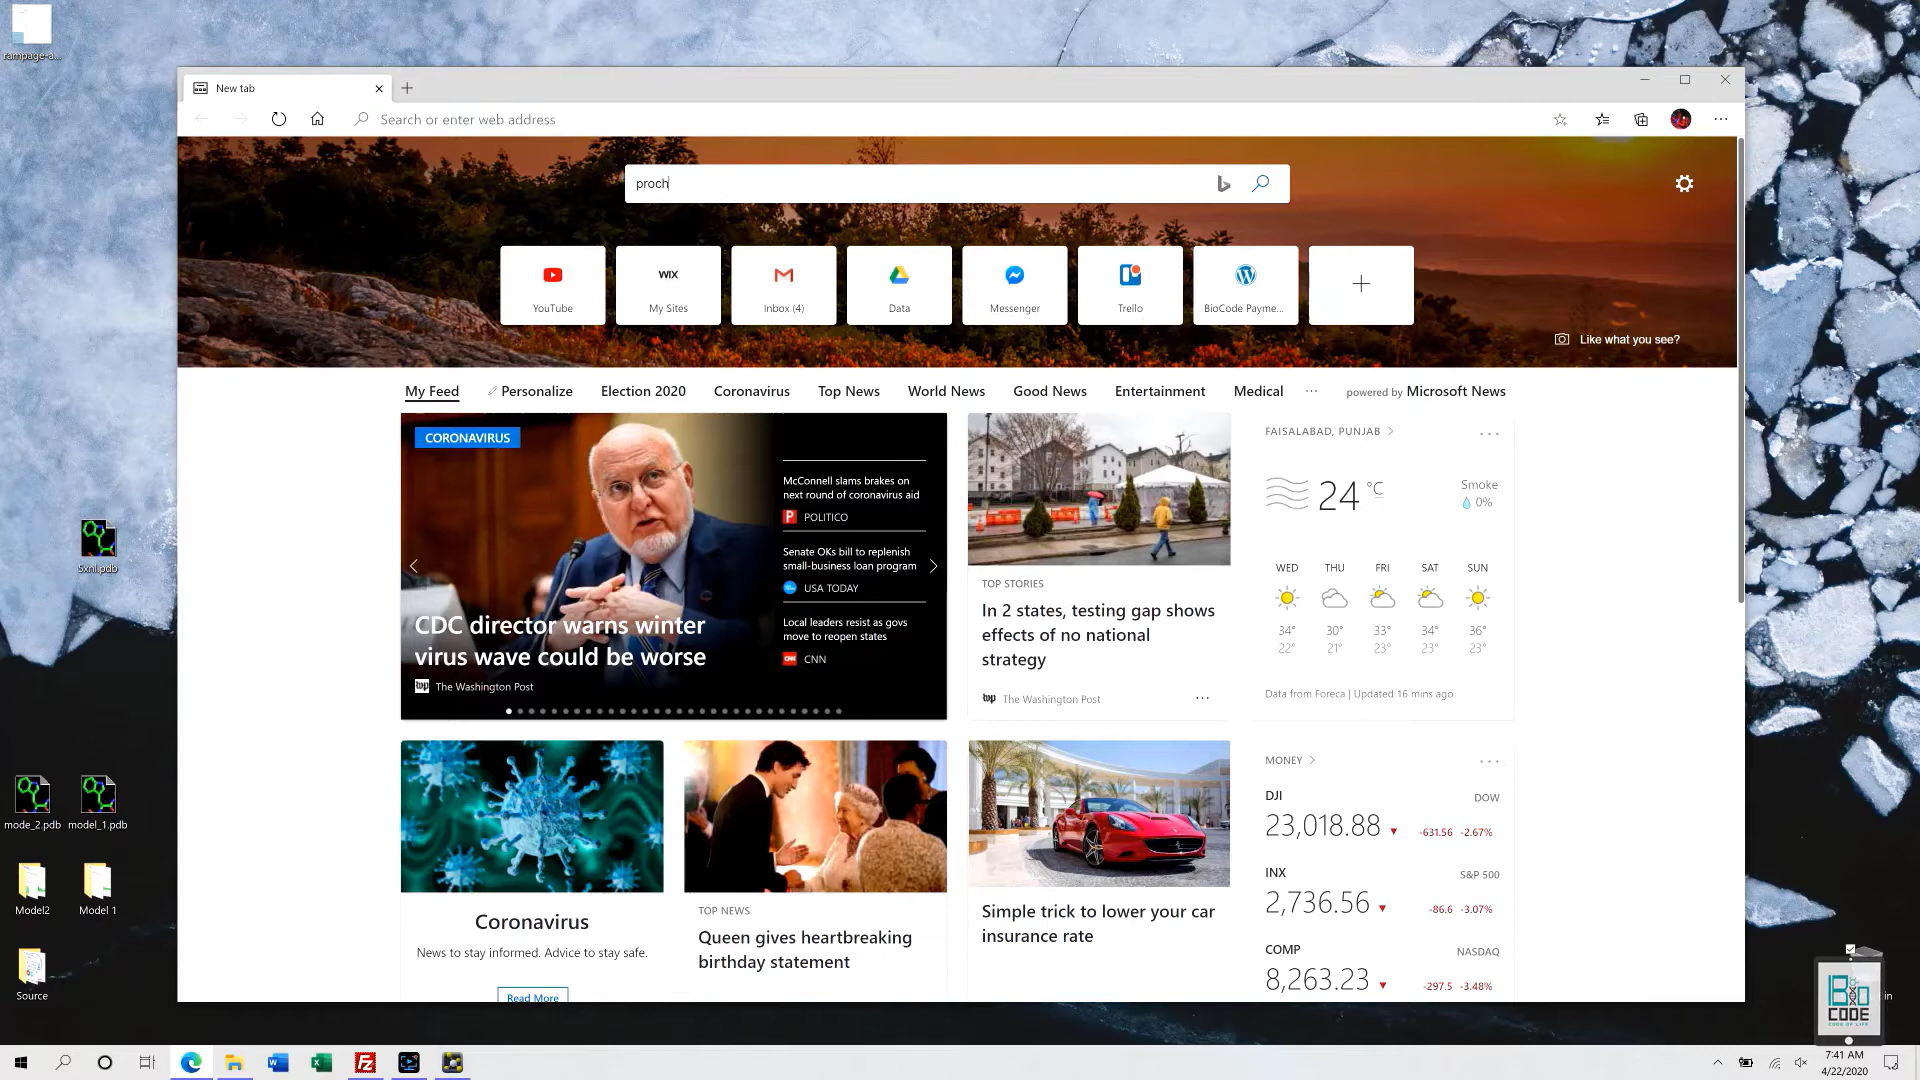 rampage-a...
New tab
Search or enter web address
proch
YouTube
WIX
My Sites
Inbox (4)
Data
Messenger
Trello
BioCode Payme...
Like what you see?
My Feed
Personalize
Election 2020
Coronavirus
Top News
World News
Good News
Entertainment
Medical
powered by Microsoft News
CORONAVIRUS
McConnell slams brakes on
next round of coronavirus aid
POLITICO
Senate OKs bill to replenish
small-business loan program
USA TODAY
Local leaders resist as govs
move to reopen states
CNN
CDC director warns winter
virus wave could be worse
wp The Washington Post
TOP STORIES
In 2 states, testing gap shows
effects of no national
strategy
wp The Washington Post
FAISALABAD, PUNJAB
24 °C
Smoke
0%
WED THU FRI SAT SUN
34° 30° 33° 34° 36°
22° 21° 23° 23° 23°
Data from Foreca | Updated 16 mins ago
5xnl.pdb
mode_2.pdb
model_1.pdb
Model2
Model 1
Source
Coronavirus
News to stay informed. Advice to stay safe.
Read More
TOP NEWS
Queen gives heartbreaking
birthday statement
Simple trick to lower your car
insurance rate
MONEY
DJI DOW
23,018.88 -631.56 -2.67%
INX S&P 500
2,736.56 -86.6 -3.07%
COMP NASDAQ
8,263.23 -297.5 -3.48%
BIO
CODE
CODE OF LIFE
in
7:41 AM
4/22/2020